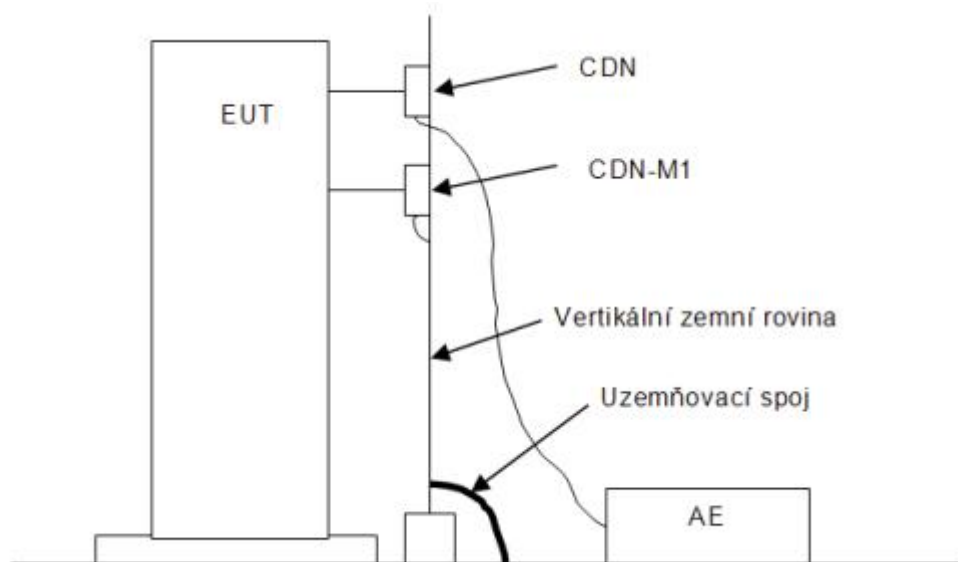 CDN
EUT
CDN-M1
Vertikální zemní rovina
Uzemňovací spoj
AE